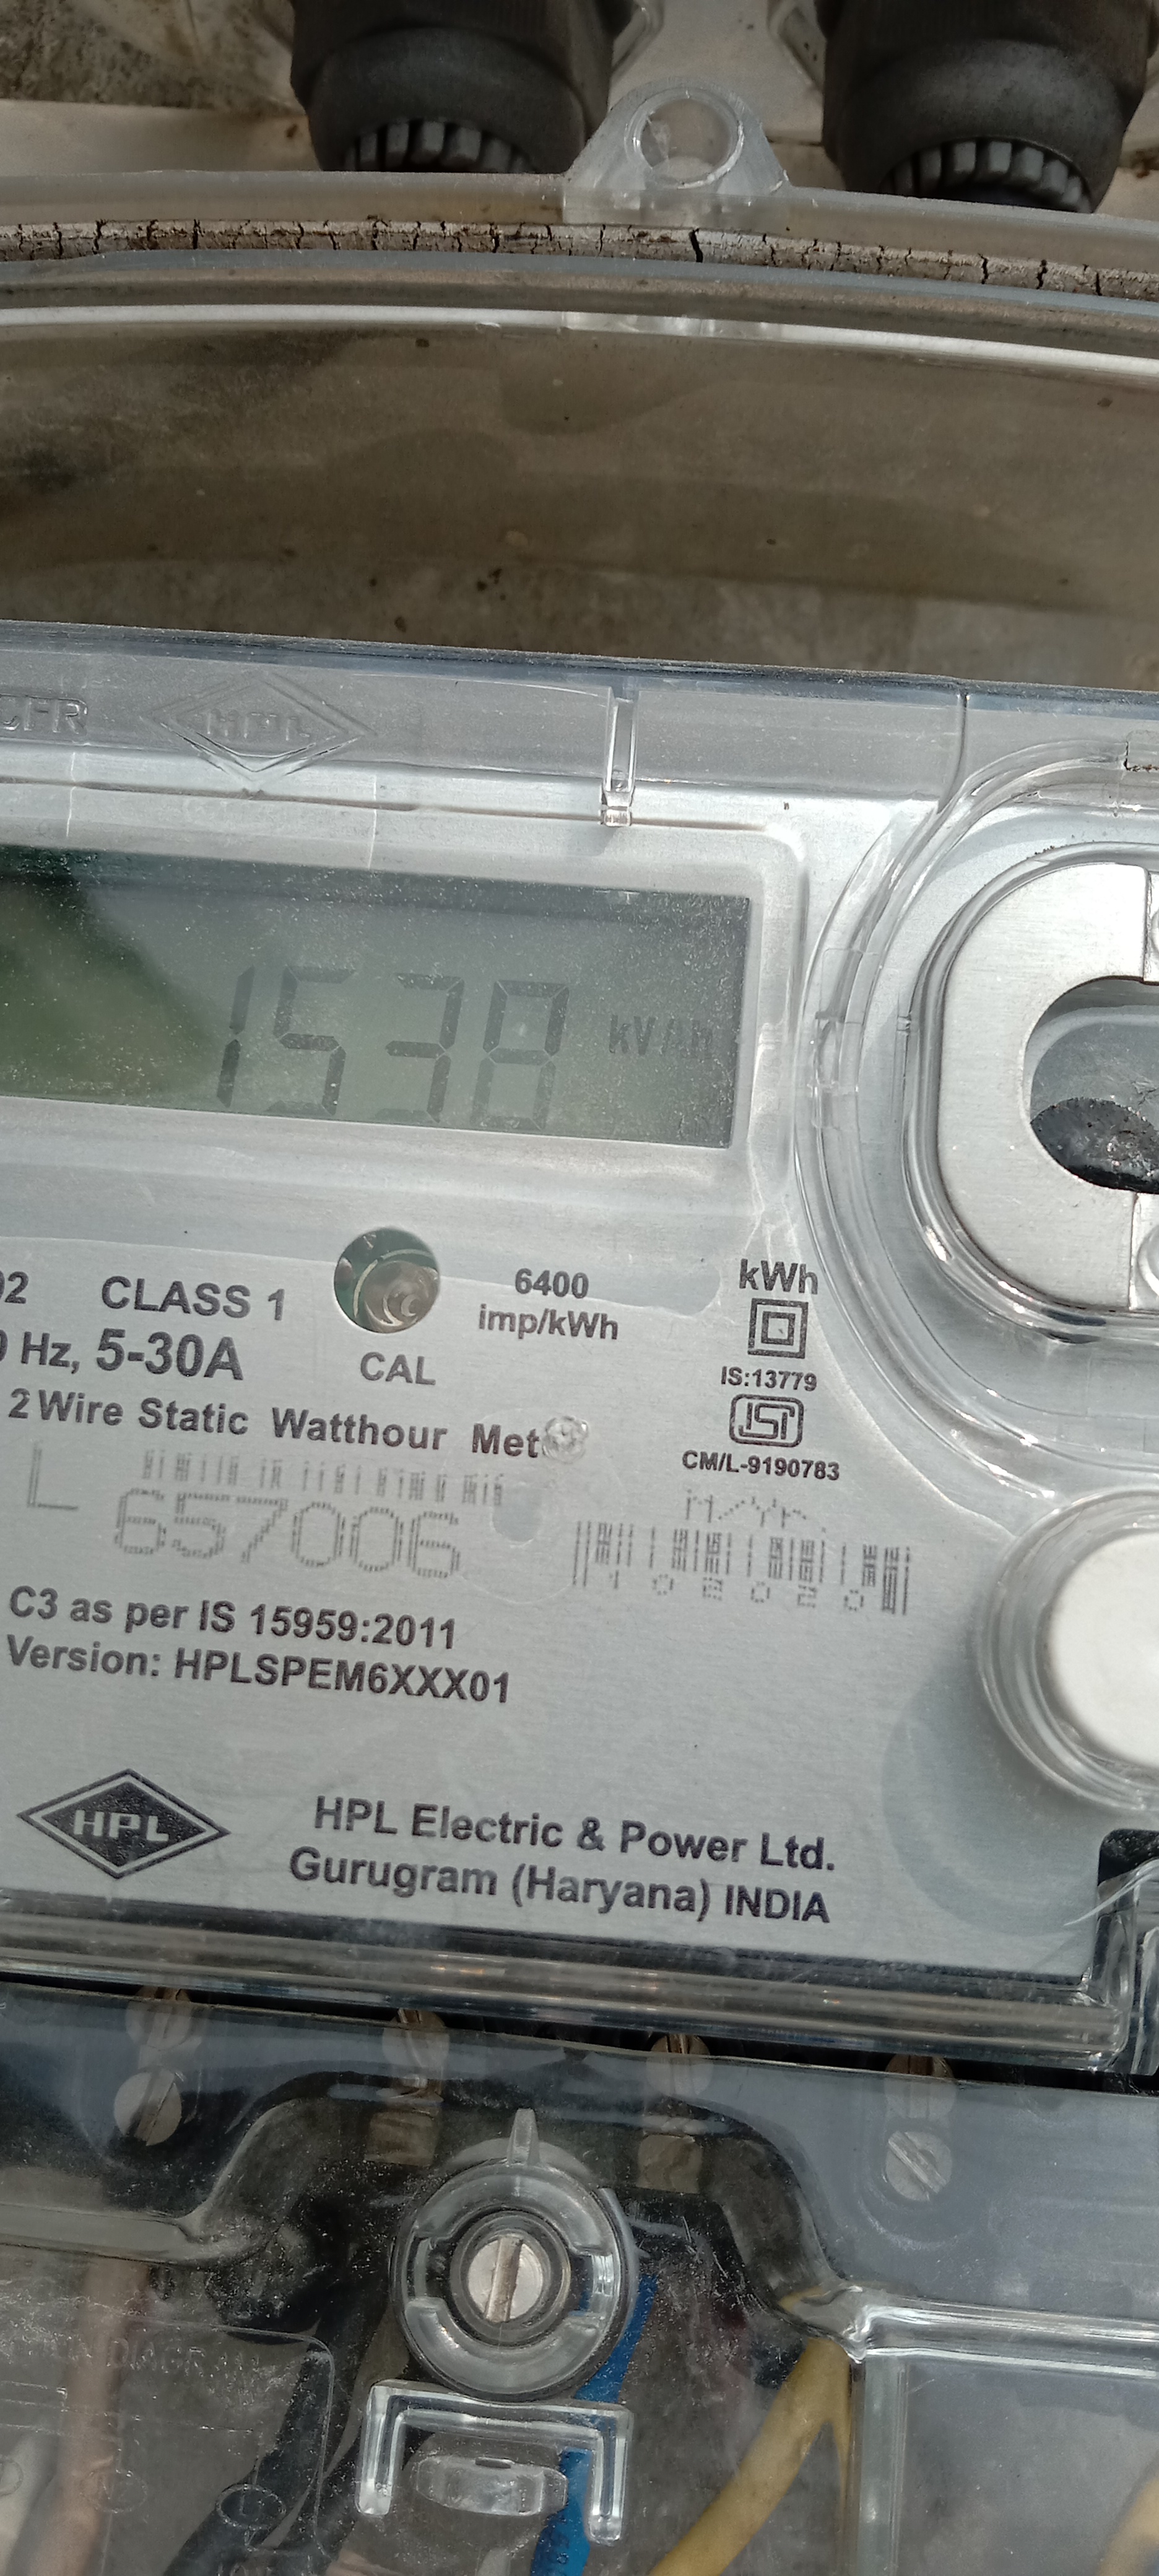 HPL
1538 kVAh
CLASS 1
6400
imp/kWh
kWh
Hz, 5-30A
CAL
IS:13779
2 Wire Static Watthour Met
ISI
CM/L-9190783
L
657006
C3 as per IS 15959:2011
Version: HPLSPEM6XXX01
HPL
HPL Electric & Power Ltd.
Gurugram (Haryana) INDIA